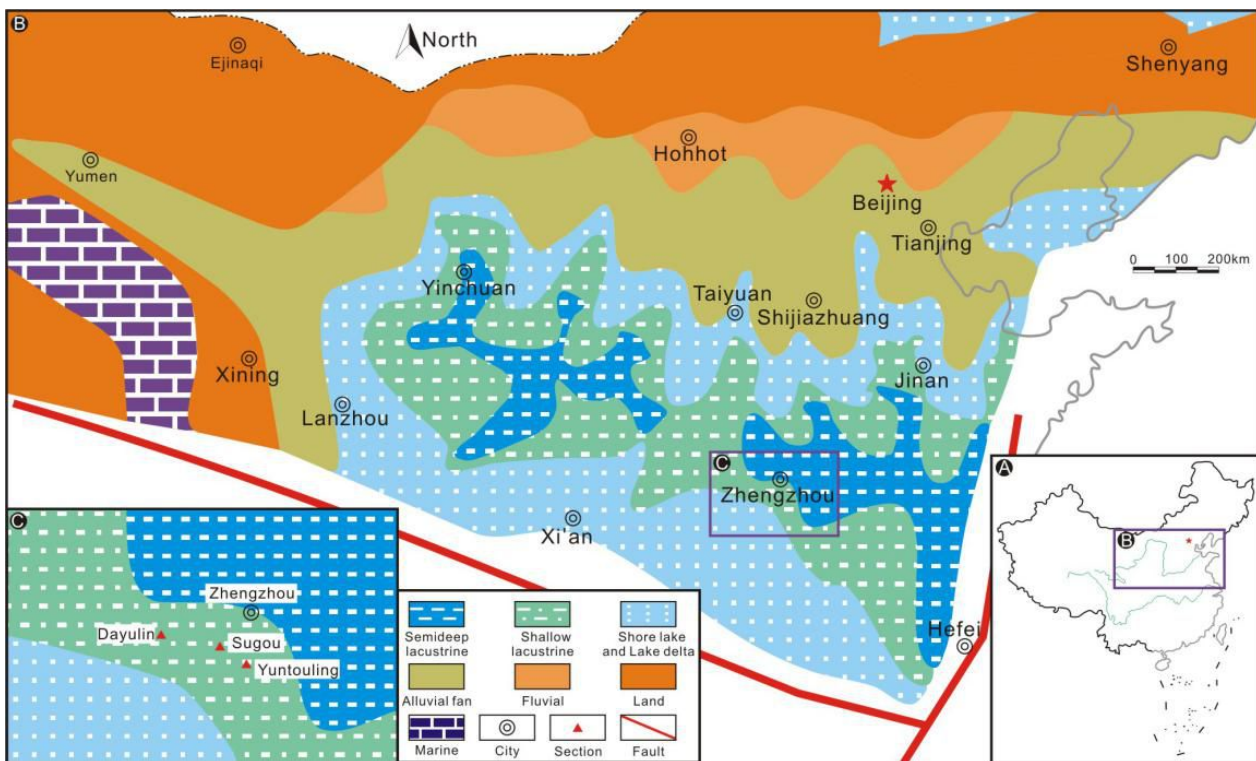 B
North
Ejinaqi
Shenyang
Hohhot
Yumen
Beijing
Tianjing
0 100 200km
Yinchuan
Taiyuan
Shijiazhuang
Xining
Jinan
Lanzhou
C
A
Zhengzhou
Xi'an
B
C
Zhengzhou
Dayulin
Sugou
Yuntouling
Hefei
Semideep
lacustrine
Shallow
lacustrine
Shore lake
and Lake delta
Alluvial fan
Fluvial
Land
Marine
City
Section
Fault